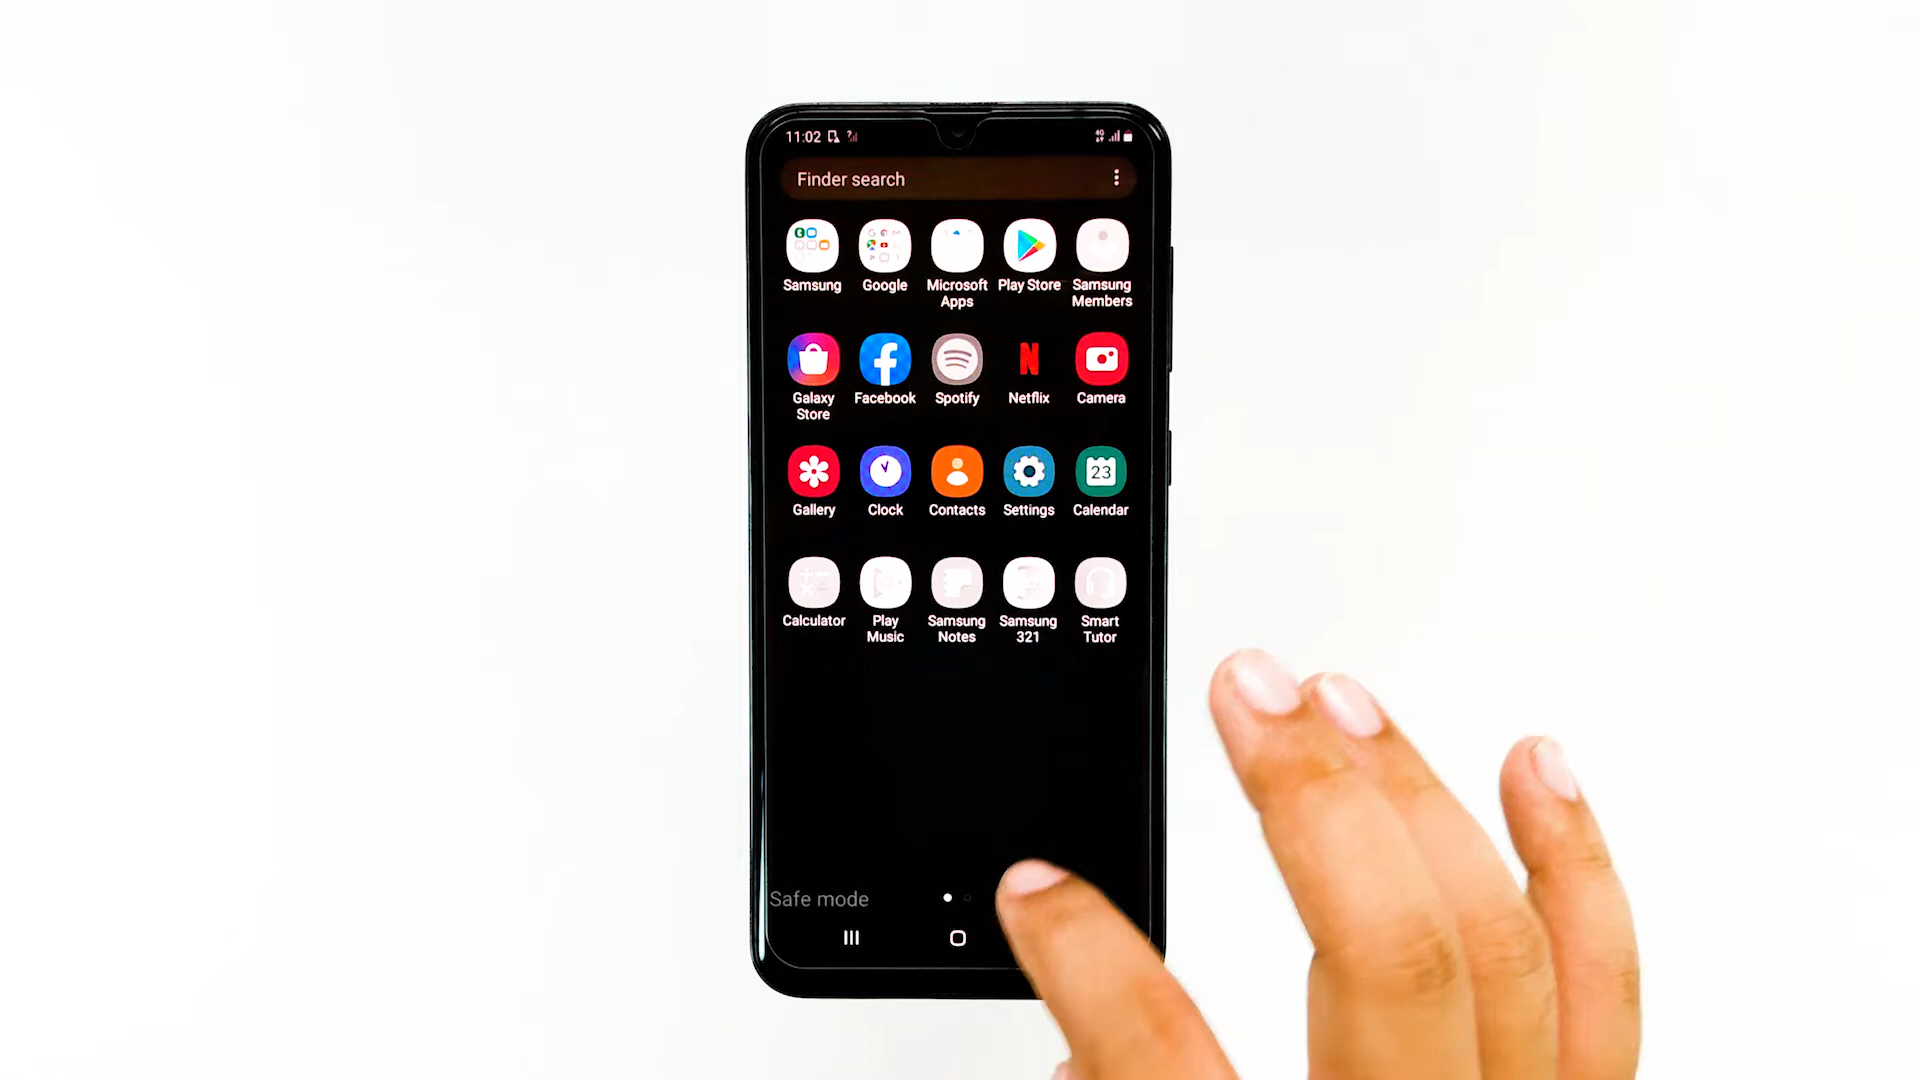 11:02
4G
Finder search
Samsung
Google
Microsoft
Apps
Play Store
Samsung
Members
Galaxy
Store
Facebook
Spotify
N
Netflix
Camera
Gallery
Clock
Contacts
Settings
23
Calendar
Calculator
Play
Music
Samsung
Notes
Samsung
321
Smart
Tutor
Safe mode